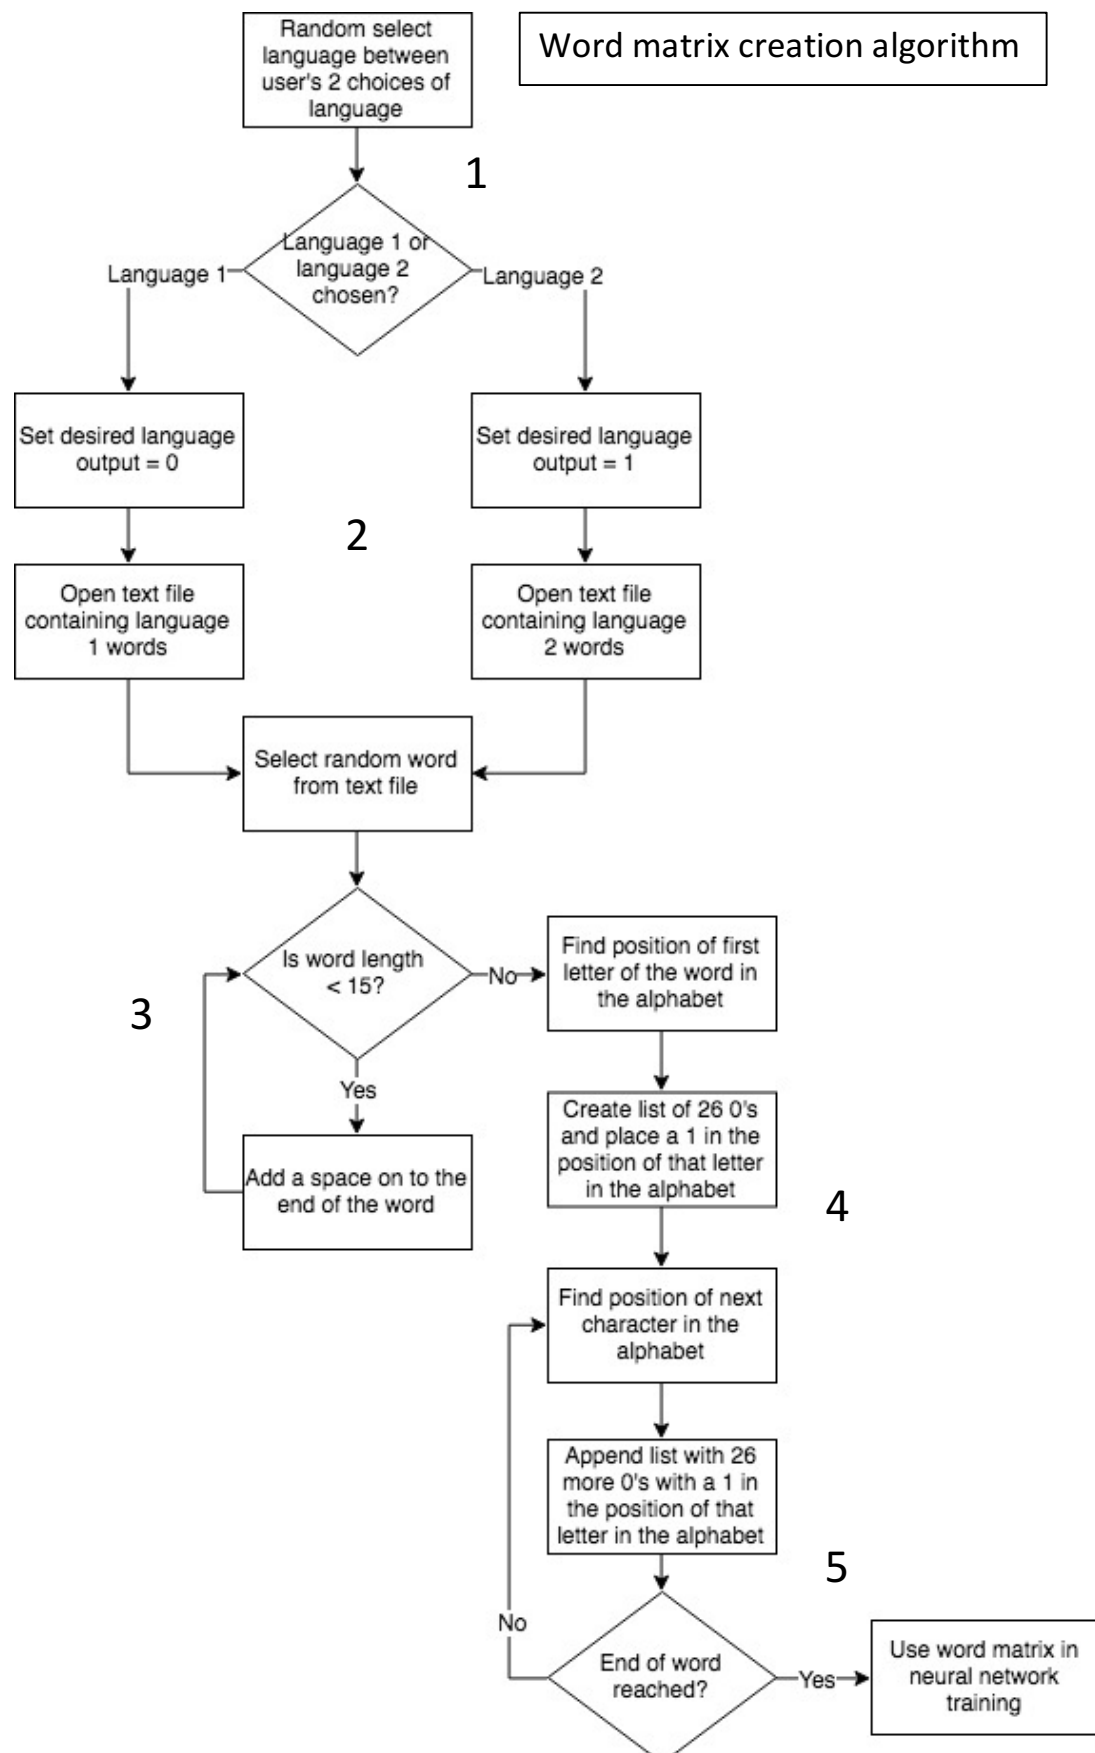 Random select
language between
user's 2 choices of
language
Word matrix creation algorithm
1
Language 1 or
language 2
chosen?
Language 1
Language 2
Set desired language
output = 0
Set desired language
output = 1
2
Open text file
containing language
1 words
Open text file
containing language
2 words
Select random word
from text file
Is word length
< 15?
No
Find position of first
letter of the word in
the alphabet
3
Yes
Add a space on to the
end of the word
Create list of 26 0's
and place a 1 in the
position of that letter
in the alphabet
4
Find position of next
character in the
alphabet
Append list with 26
more 0's with a 1 in
the position of that
letter in the alphabet
5
No
End of word
reached?
Yes
Use word matrix in
neural network
training